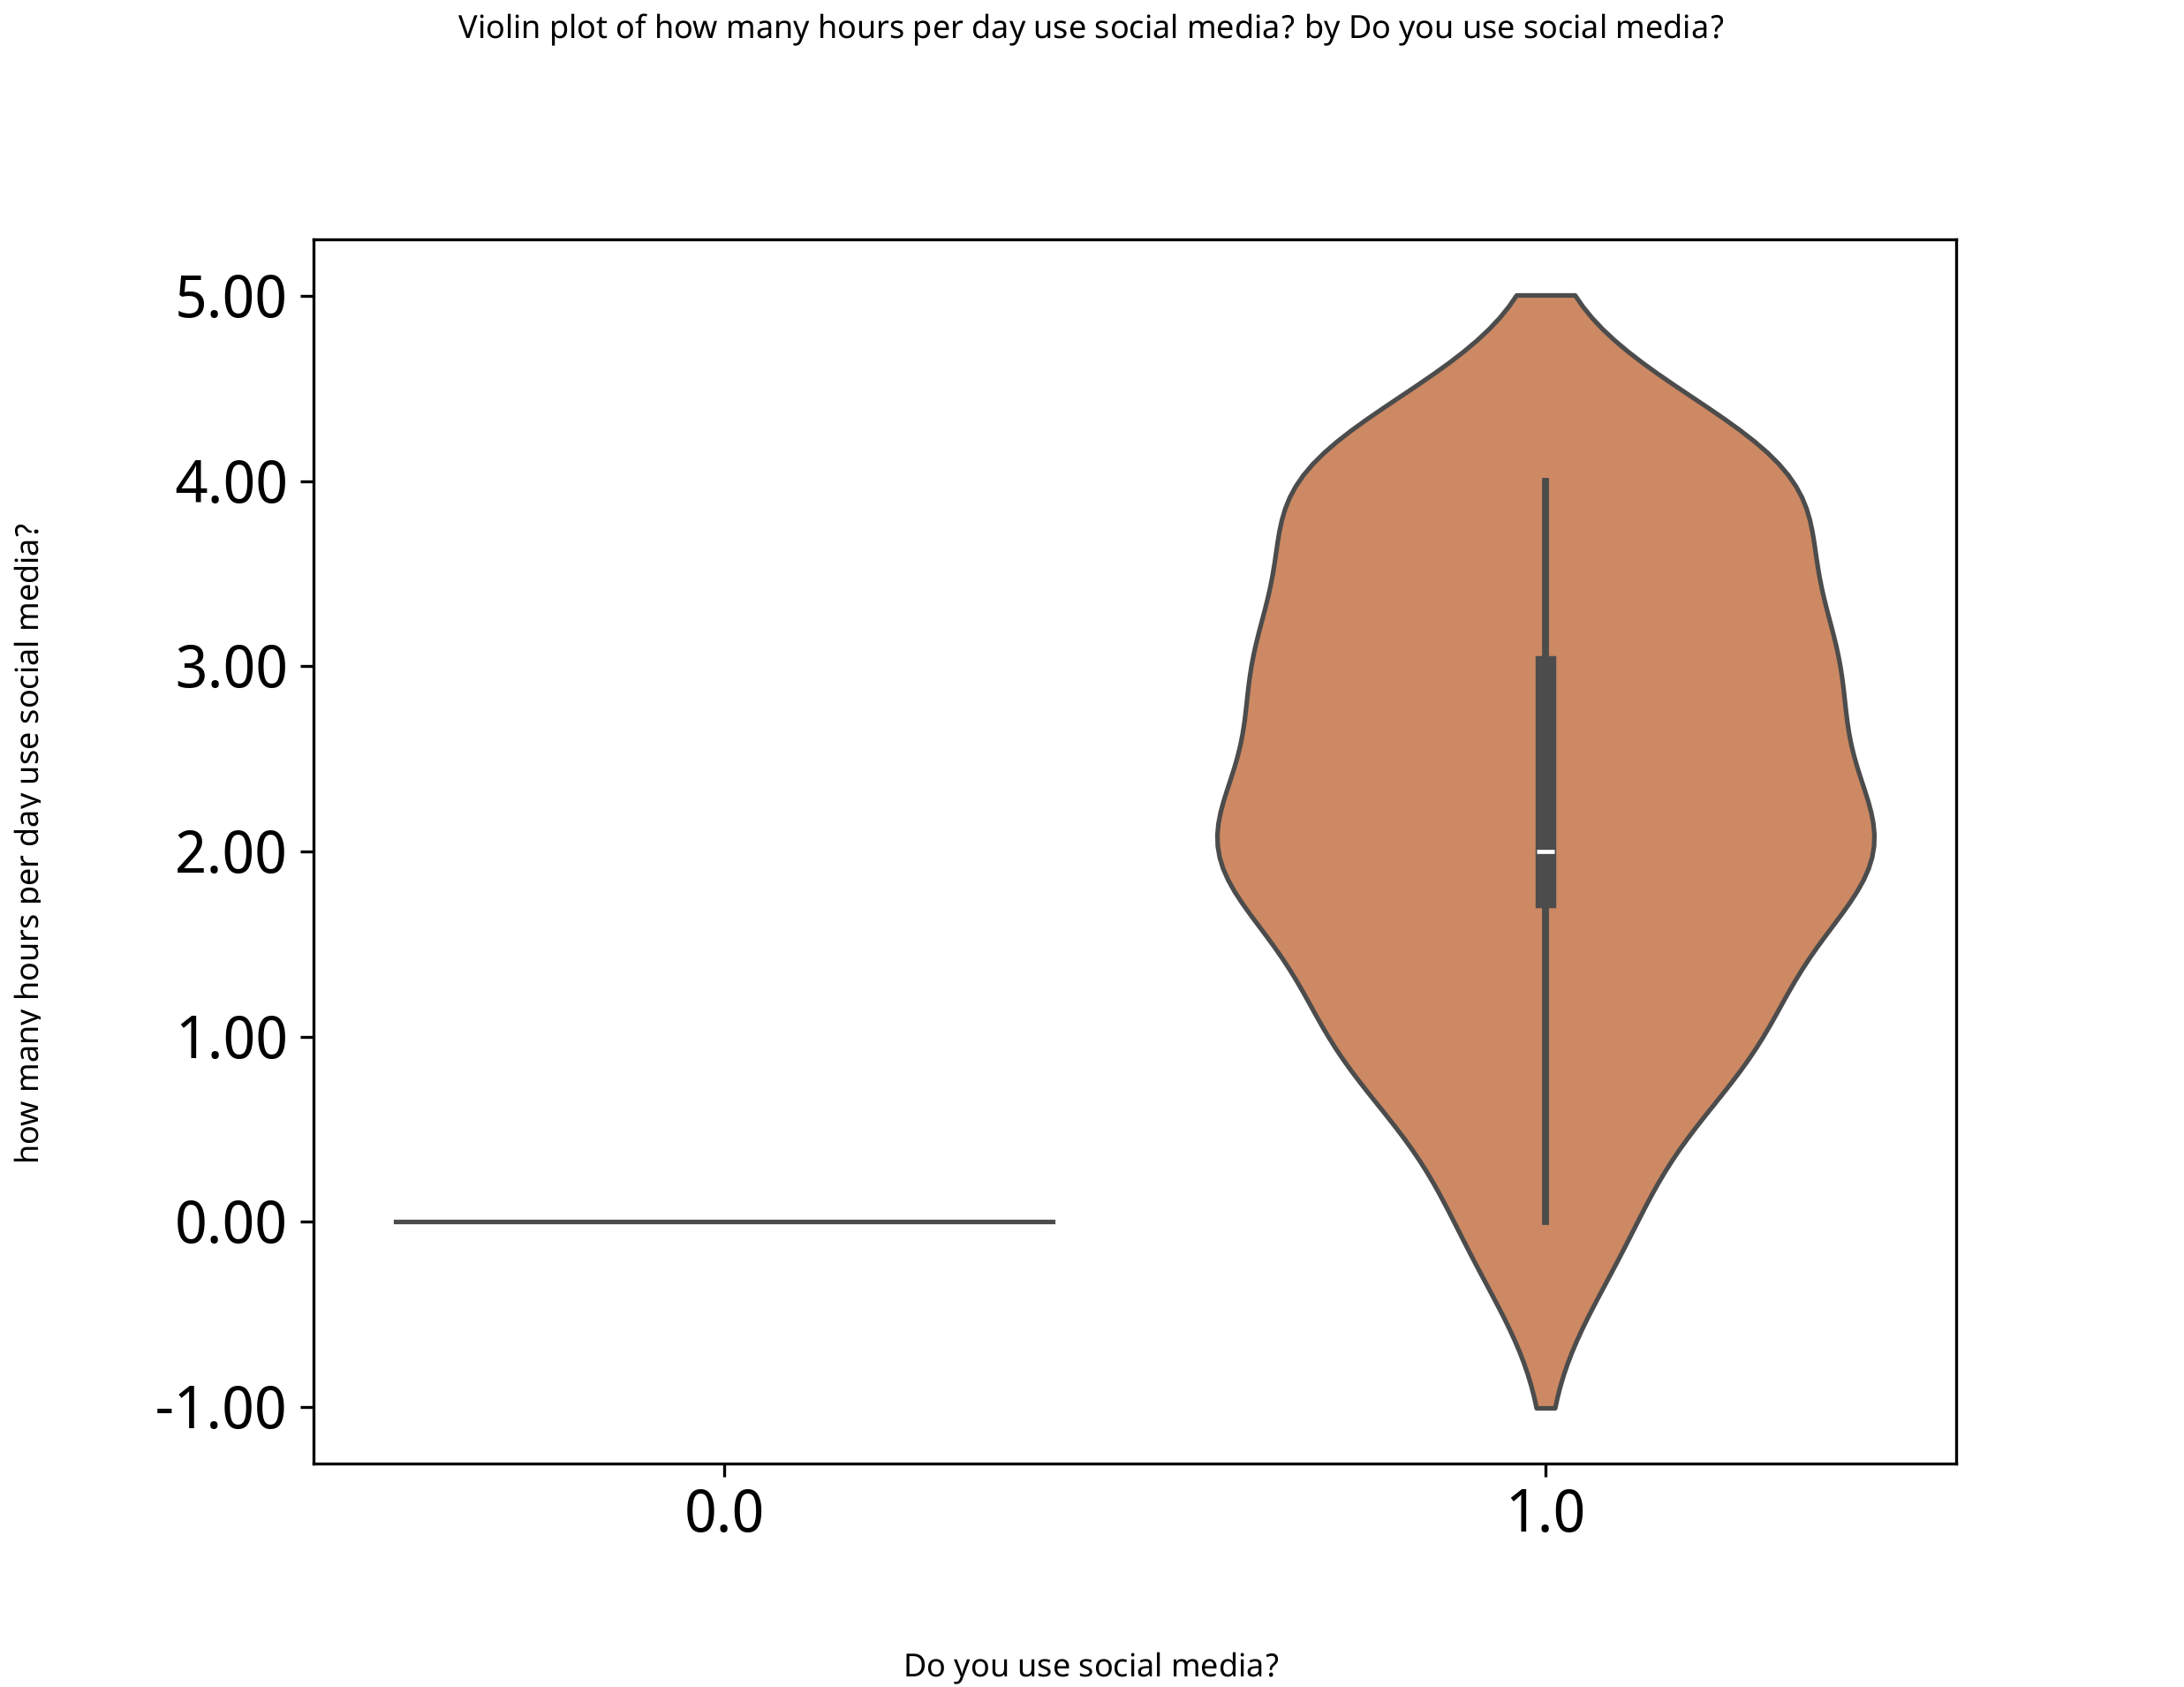 Violin plot of how many hours per day use social media? by Do you use social media?
how many hours per day use social media?
5.00
4.00
3.00
2.00
1.00
0.00
-1.00
0.0 1.0
Do you use social media?